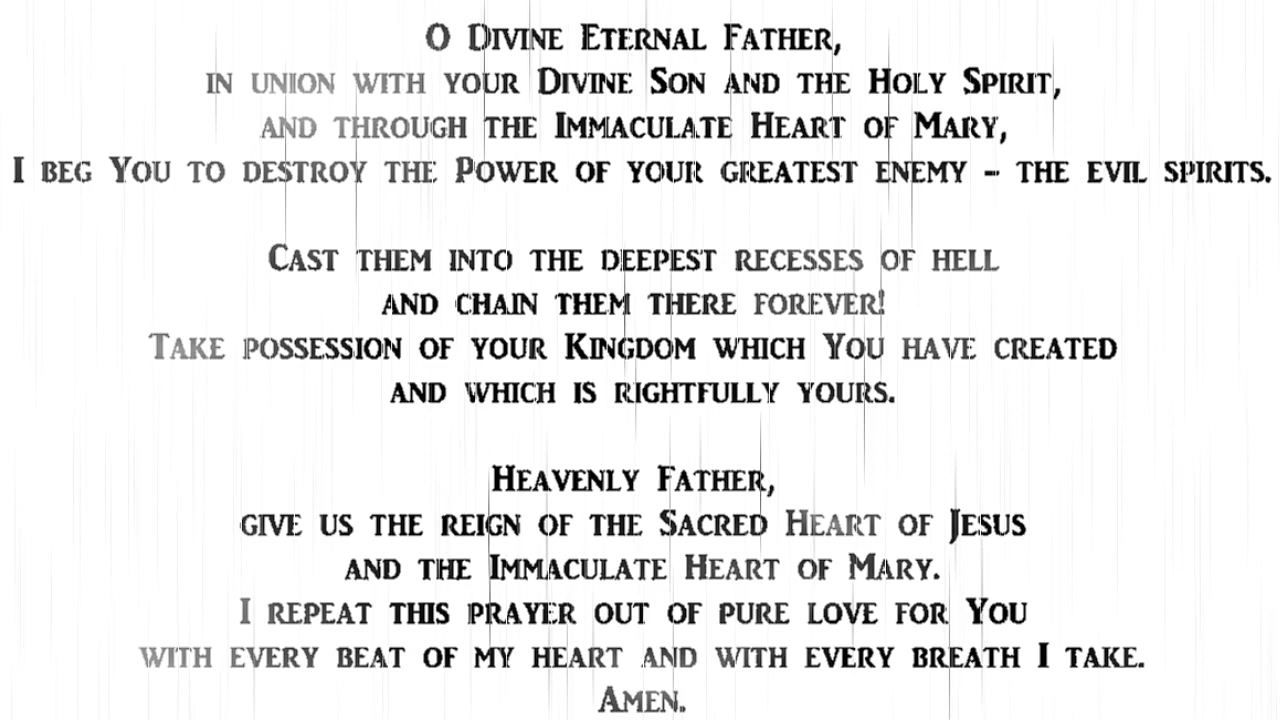 O Divine Eternal Father,
in union with your Divine Son and the Holy Spirit,
and through the Immaculate Heart of Mary,
I beg You to destroy the Power of your greatest enemy - the evil spirits.
Cast them into the deepest recesses of hell
and chain them there forever!
Take possession of your Kingdom which You have created
and which is rightfully yours.
Heavenly Father,
give us the reign of the Sacred Heart of Jesus
and the Immaculate Heart of Mary.
I repeat this prayer out of pure love for You
with every beat of my heart and with every breath I take.
Amen.